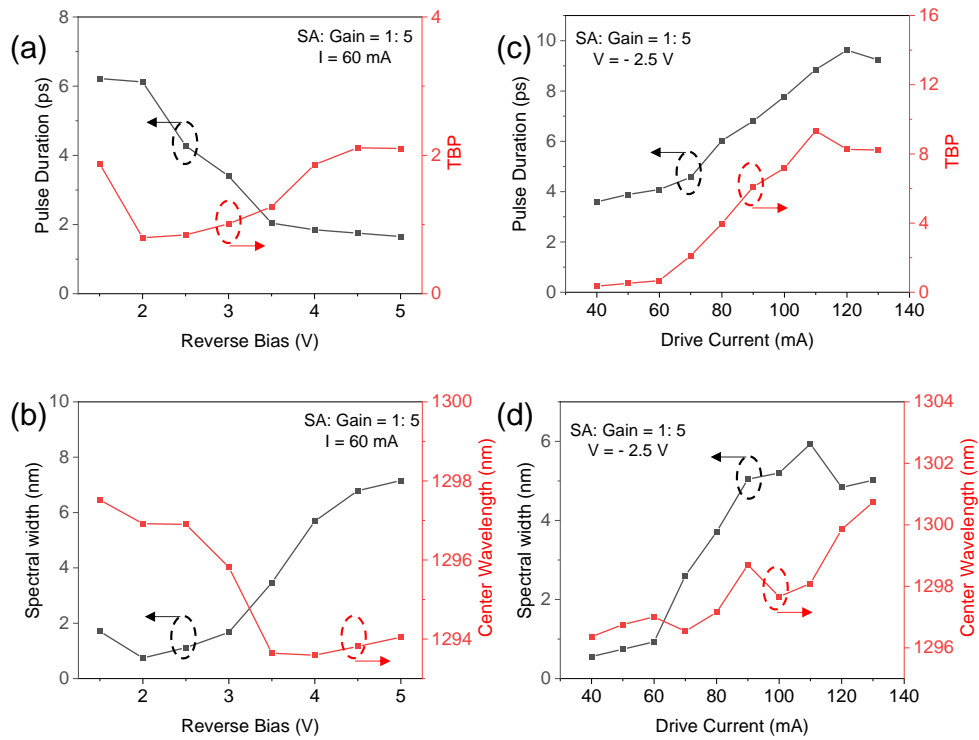 (a)
SA: Gain = 1: 5
I = 60 mA
Pulse Duration (ps)
0
2
4
6
8
TBP
0
2
4
2
3
4
5
Reverse Bias (V)
(c)
SA: Gain = 1: 5
V = - 2.5 V
Pulse Duration (ps)
0
2
4
6
8
10
TBP
0
4
8
12
16
40
60
80
100
120
140
Drive Current (mA)
(b)
SA: Gain = 1: 5
I = 60 mA
Spectral width (nm)
0
2
4
6
8
10
Center Wavelength (nm)
1294
1296
1298
1300
2
3
4
5
Reverse Bias (V)
(d)
SA: Gain = 1: 5
V = - 2.5 V
Spectral width (nm)
0
2
4
6
Center Wavelength (nm)
1296
1298
1300
1302
1304
40
60
80
100
120
140
Drive Current (mA)